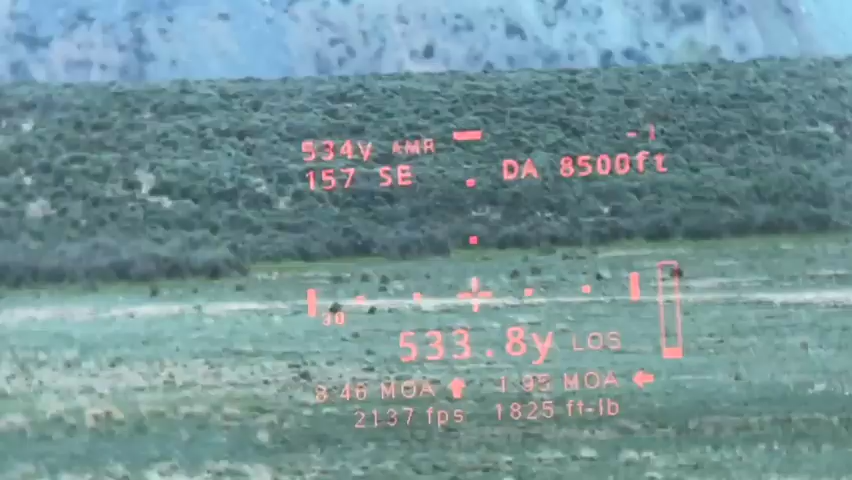 534Y AMR
-1
157 SE
DA 8500ft
30
533.8y LOS
8.46 MOA ↑ 1.95 MOA ←
2137 fps 1825 ft-lb